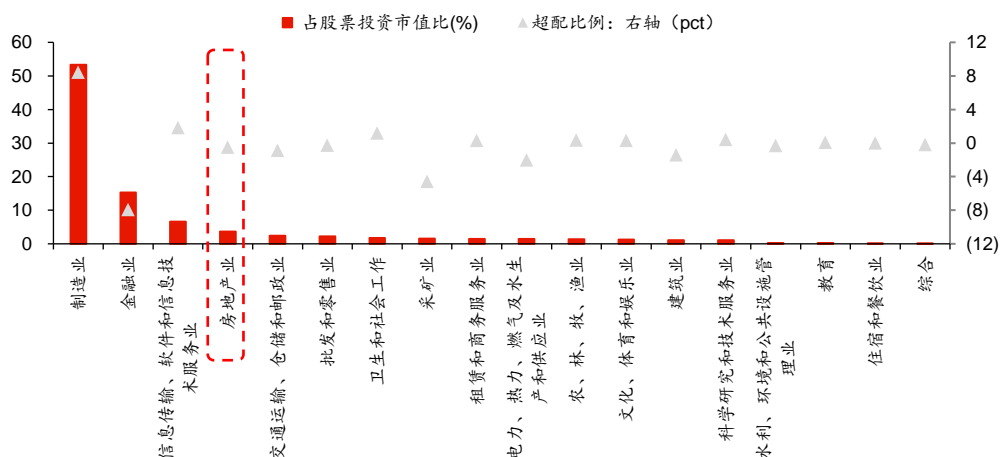 占股票投资市值比(%)
超配比例：右轴（pct）
60
50
40
30
20
10
0
12
8
4
0
(4)
(8)
(12)
制造业
金融业
信息传输、软件和信息技
术服务业
房地产业
交通运输、仓储和邮政业
批发和零售业
卫生和社会工作
采矿业
租赁和商务服务业
电力、热力、燃气及水生
产和供应业
农、林、牧、渔业
文化、体育和娱乐业
建筑业
科学研究和技术服务业
水利、环境和公共设施管
理业
教育
住宿和餐饮业
综合